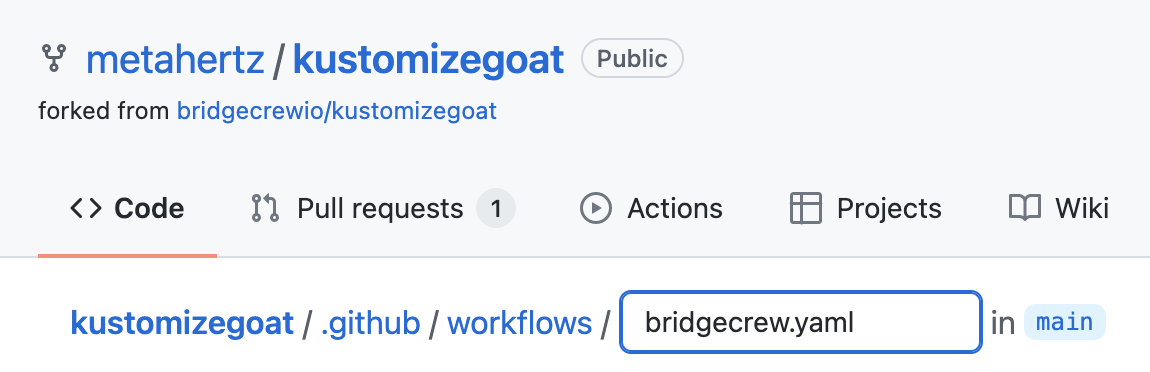 metahertz / kustomizegoat Public
forked from bridgecrewio/kustomizegoat
Code Pull requests 1 Actions Projects Wiki
kustomizegoat / .github / workflows / bridgecrew.yaml in main